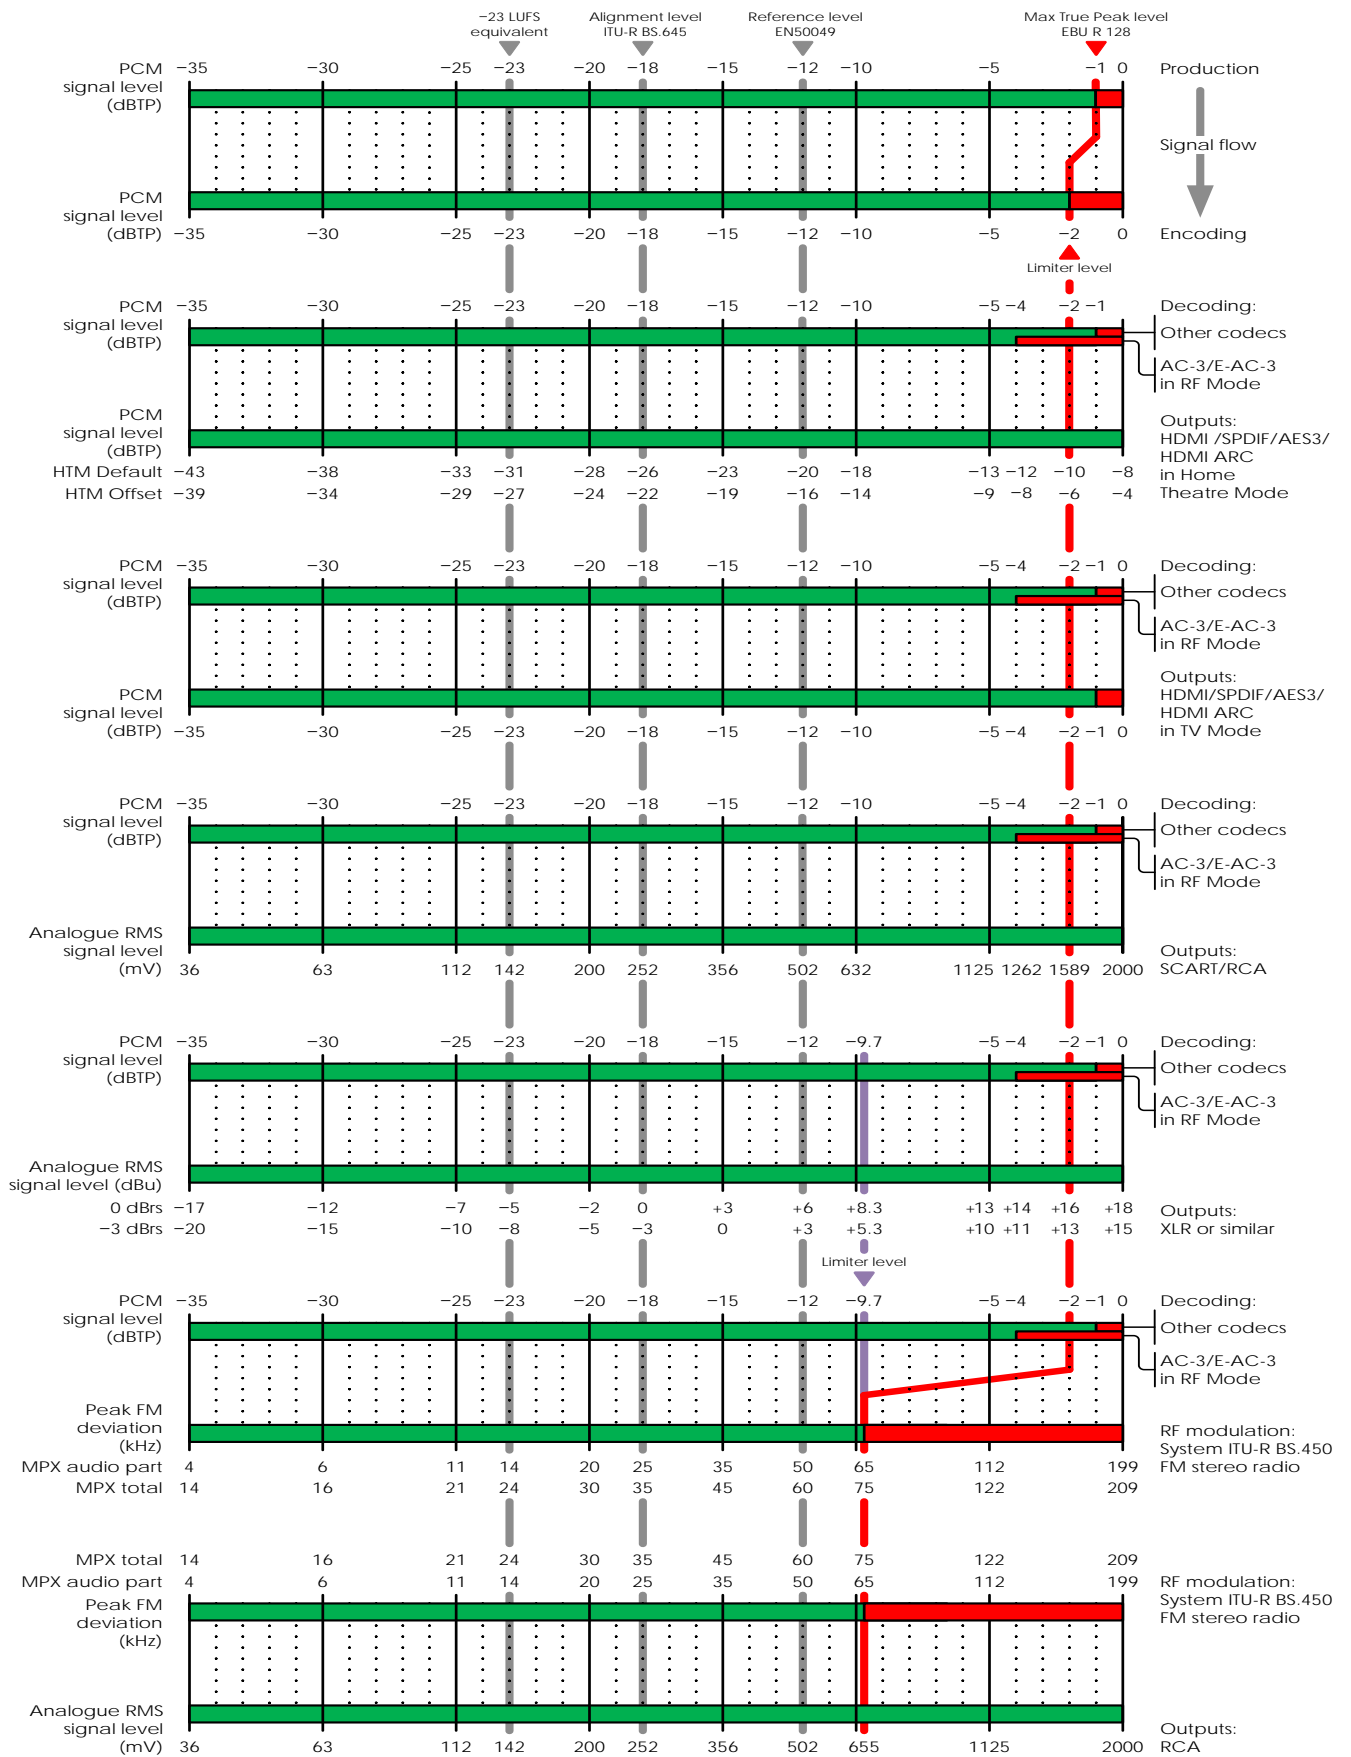 −23 LUFS equivalent
Alignment level ITU-R BS.645
Reference level EN50049
Max True Peak level EBU R 128
PCM signal level (dBTP)
−35 −30 −25 −23 −20 −18 −15 −12 −10 −5 −1 0
Production
Signal flow
PCM signal level (dBTP)
−35 −30 −25 −23 −20 −18 −15 −12 −10 −5 −2 0
Encoding
Limiter level
PCM signal level (dBTP)
−35 −30 −25 −23 −20 −18 −15 −12 −10 −5 −4 −2 −1 0
Decoding:
Other codecs
AC-3/E-AC-3
in RF Mode
PCM signal level (dBTP)
Outputs:
HDMI /SPDIF/AES3/
HDMI ARC
in Home
Theatre Mode
HTM Default −43 −38 −33 −31 −28 −26 −23 −20 −18 −13 −12 −10 −8
HTM Offset −39 −34 −29 −27 −24 −22 −19 −16 −14 −9 −8 −6 −4
PCM signal level (dBTP)
−35 −30 −25 −23 −20 −18 −15 −12 −10 −5 −4 −2 −1 0
Decoding:
Other codecs
AC-3/E-AC-3
in RF Mode
PCM signal level (dBTP)
−35 −30 −25 −23 −20 −18 −15 −12 −10 −5 −4 −2 −1 0
Outputs:
HDMI/SPDIF/AES3/
HDMI ARC
in TV Mode
PCM signal level (dBTP)
−35 −30 −25 −23 −20 −18 −15 −12 −10 −5 −4 −2 −1 0
Decoding:
Other codecs
AC-3/E-AC-3
in RF Mode
Analogue RMS signal level (mV)
36 63 112 142 200 252 356 502 632 1125 1262 1589 2000
Outputs:
SCART/RCA
PCM signal level (dBTP)
−35 −30 −25 −23 −20 −18 −15 −12 −9.7 −5 −4 −2 −1 0
Decoding:
Other codecs
AC-3/E-AC-3
in RF Mode
Analogue RMS signal level (dBu)
0 dBrs −17 −12 −7 −5 −2 0 +3 +6 +8.3 +13 +14 +16 +18
−3 dBrs −20 −15 −10 −8 −5 −3 0 +3 +5.3 +10 +11 +13 +15
Outputs:
XLR or similar
Limiter level
PCM signal level (dBTP)
−35 −30 −25 −23 −20 −18 −15 −12 −9.7 −5 −4 −2 −1 0
Decoding:
Other codecs
AC-3/E-AC-3
in RF Mode
Peak FM deviation (kHz)
MPX audio part 4 6 11 14 20 25 35 50 65 112 199
MPX total 14 16 21 24 30 35 45 60 75 122 209
RF modulation:
System ITU-R BS.450
FM stereo radio
MPX total 14 16 21 24 30 35 45 60 75 122 209
MPX audio part 4 6 11 14 20 25 35 50 65 112 199
Peak FM deviation (kHz)
RF modulation:
System ITU-R BS.450
FM stereo radio
Analogue RMS signal level (mV)
36 63 112 142 200 252 356 502 655 1125 2000
Outputs:
RCA